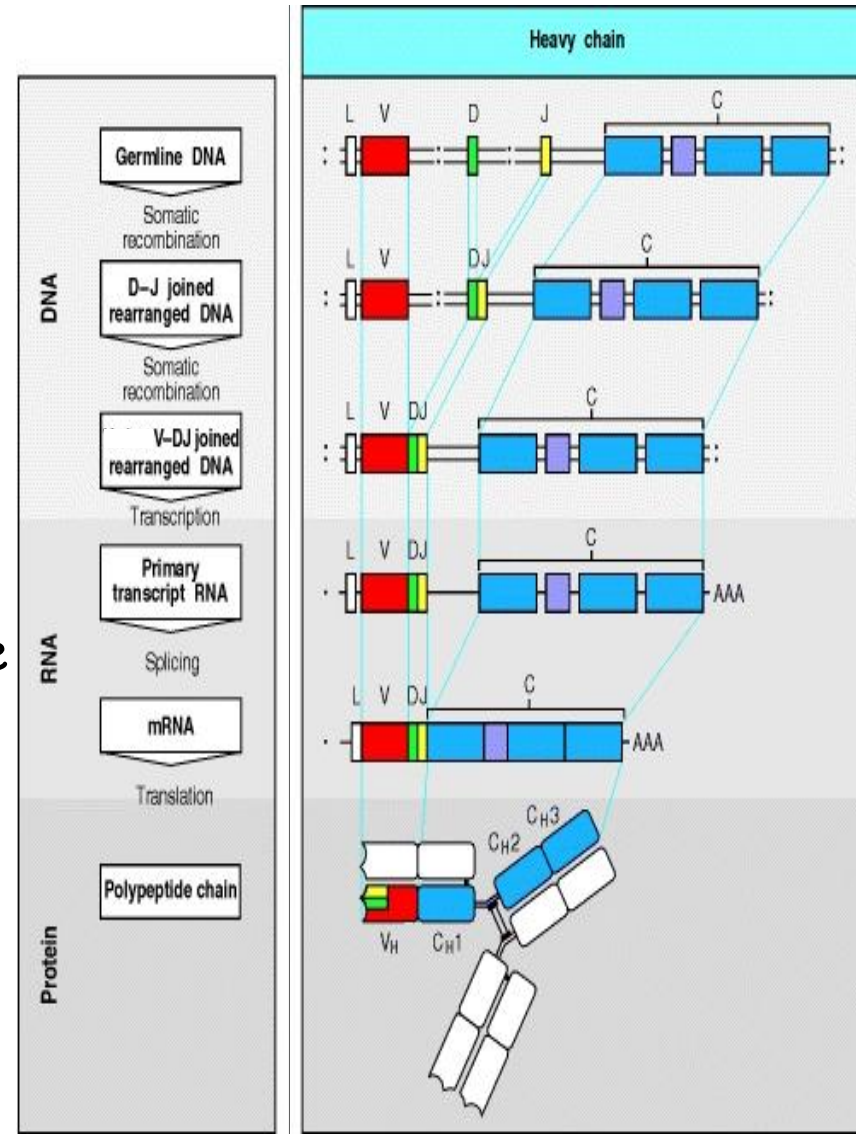 Heavy chain
L V D J C
Germline DNA
Somatic
recombination
DNA
L V DJ C
D–J joined
rearranged DNA
Somatic
recombination
L V DJ C
V–DJ joined
rearranged DNA
Transcription
L V DJ C
Primary
transcript RNA
AAA
e
RNA
Splicing
L V DJ C
mRNA
AAA
Translation
CH3
CH2
Polypeptide chain
VH CH1
Protein